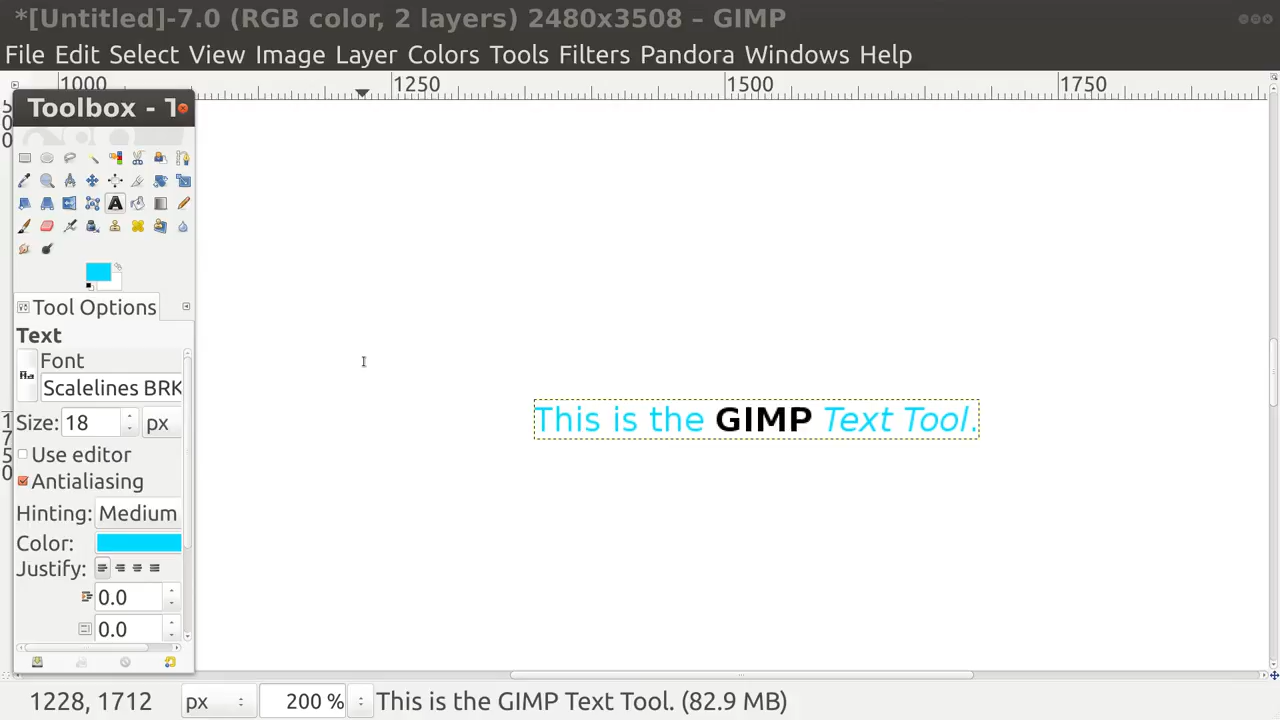 *[Untitled]-7.0 (RGB color, 2 layers) 2480x3508 – GIMP
File Edit Select View Image Layer Colors Tools Filters Pandora Windows Help
1000 1250 1500 1750
Toolbox - T
Tool Options
Text
Font
Aa Scalelines BRK
Size: 18 px
Use editor
Antialiasing
Hinting: Medium
Color:
Justify:
0.0
0.0
This is the GIMP Text Tool.
1228, 1712 px 200 % This is the GIMP Text Tool. (82.9 MB)